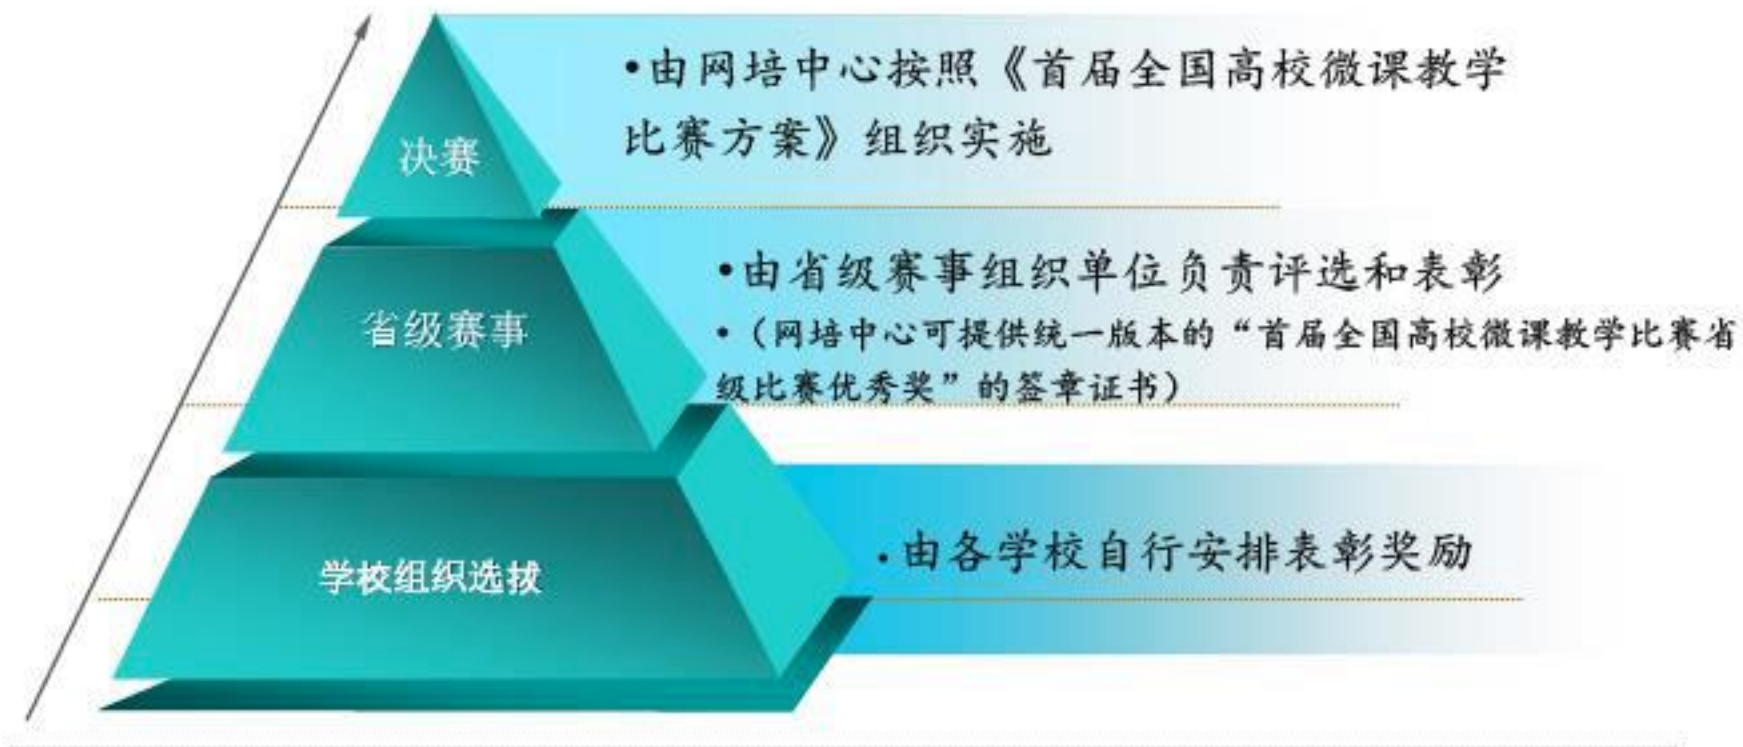 决赛
•由网培中心按照《首届全国高校微课教学
比赛方案》组织实施
省级赛事
•由省级赛事组织单位负责评选和表彰
•（网培中心可提供统一版本的“首届全国高校微课教学比赛省
级比赛优秀奖”的签章证书）
学校组织选拔
•由各学校自行安排表彰奖励